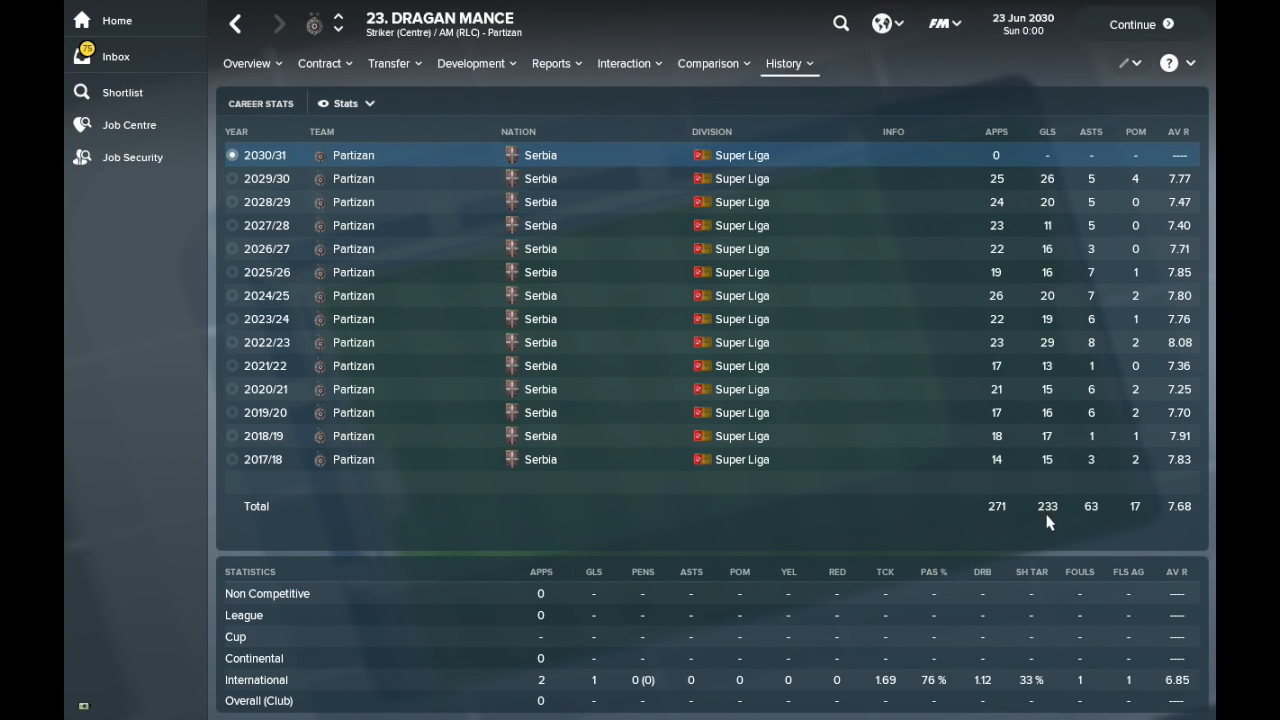 Home
75
Inbox
Shortlist
Job Centre
Job Security
23. DRAGAN MANCE
Striker (Centre) / AM (RLC) - Partizan
FM
23 Jun 2030
Sun 0:00
Continue
Overview Contract Transfer Development Reports Interaction Comparison History
?
CAREER STATS Stats
YEAR TEAM NATION DIVISION INFO APPS GLS ASTS POM AV R
2030/31 Partizan Serbia Super Liga 0 - - - ----
2029/30 Partizan Serbia Super Liga 25 26 5 4 7.77
2028/29 Partizan Serbia Super Liga 24 20 5 0 7.47
2027/28 Partizan Serbia Super Liga 23 11 5 0 7.40
2026/27 Partizan Serbia Super Liga 22 16 3 0 7.71
2025/26 Partizan Serbia Super Liga 19 16 7 1 7.85
2024/25 Partizan Serbia Super Liga 26 20 7 2 7.80
2023/24 Partizan Serbia Super Liga 22 19 6 1 7.76
2022/23 Partizan Serbia Super Liga 23 29 8 2 8.08
2021/22 Partizan Serbia Super Liga 17 13 1 0 7.36
2020/21 Partizan Serbia Super Liga 21 15 6 2 7.25
2019/20 Partizan Serbia Super Liga 17 16 6 2 7.70
2018/19 Partizan Serbia Super Liga 18 17 1 1 7.91
2017/18 Partizan Serbia Super Liga 14 15 3 2 7.83
Total 271 233 63 17 7.68
STATISTICS APPS GLS PENS ASTS POM YEL RED TCK PAS % DRB SH TAR FOULS FLS AG AV R
Non Competitive 0 - - - - - - - - - - - - ----
League 0 - - - - - - - - - - - - ----
Cup - - - - - - - - - - - - - ----
Continental 0 - - - - - - - - - - - - ----
International 2 1 0 (0) 0 0 0 0 1.69 76 % 1.12 33 % 1 1 6.85
Overall (Club) 0 - - - - - - - - - - - - ----